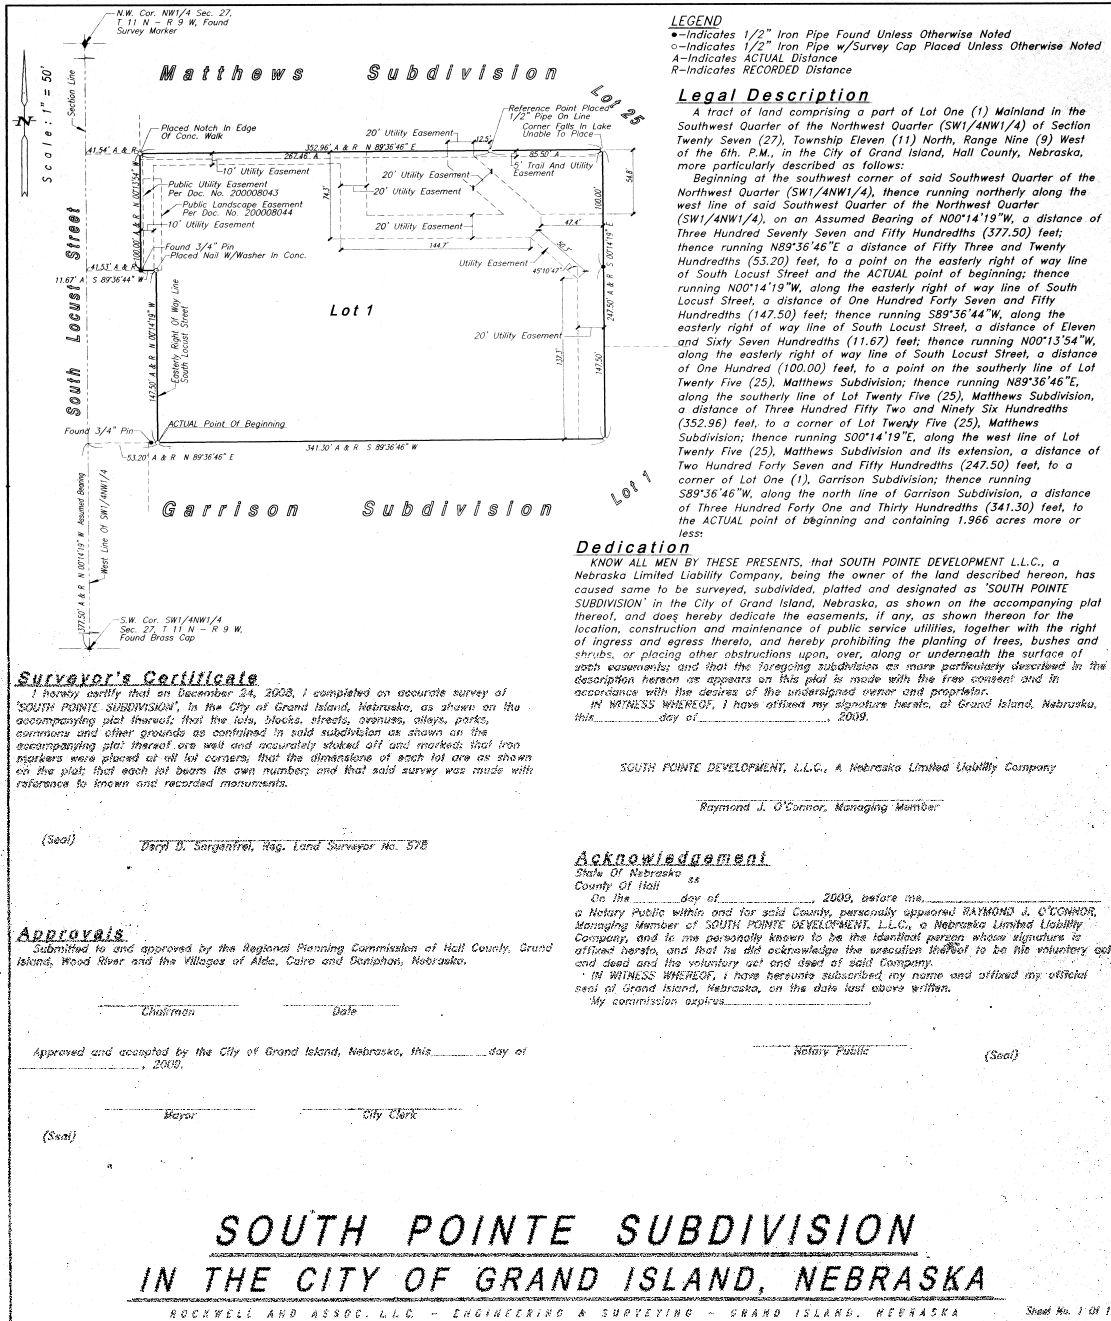 N.W. Cor. NW1/4 Sec. 27,
T 11 N - R 9 W, Found
Survey Marker
Scale: 1" = 50'
N
Section Line
Matthews Subdivision
Lot 25
LEGEND
●-Indicates 1/2" Iron Pipe Found Unless Otherwise Noted
○-Indicates 1/2" Iron Pipe w/Survey Cap Placed Unless Otherwise Noted
A-Indicates ACTUAL Distance
R-Indicates RECORDED Distance
Placed Notch In Edge
Of Conc. Walk
Reference Point Placed
1/2" Pipe On Line
Corner Falls In Lake
Unable To Place
20' Utility Easement
12.5'
41.54' A & R
352.96' A & R N 89°36'46" E
267.46' A
85.50' A
5' Trail And Utility
Easement
10' Utility Easement
20' Utility Easement
20' Utility Easement
Public Utility Easement
Per Doc. No. 200008043
Public Landscape Easement
Per Doc. No. 200008044
10' Utility Easement
100.00' A & R N 00°13'54" W
74.3'
54.8'
100.00'
20' Utility Easement
47.4'
144.7'
50.7'
Utility Easement
45°10'47"
Found 3/4" Pin
Placed Nail W/Washer In Conc.
41.53' A & R
11.67' A S 89°36'44" W
South Locust Street
Lot 1
147.50' A & R N 00°14'19" W
Easterly Right Of Way Line
South Locust Street
20' Utility Easement
137.3'
147.50'
247.50' A & R S 00°14'19" E
Found 3/4" Pin
ACTUAL Point Of Beginning
341.30' A & R S 89°36'46" W
53.20' A & R N 89°36'46" E
Garrison Subdivision
Lot 1
377.50' A & R N 00°14'19" W Assumed Bearing
West Line Of SW1/4NW1/4
S.W. Cor. SW1/4NW1/4
Sec. 27, T 11 N - R 9 W,
Found Brass Cap
Legal Description
A tract of land comprising a part of Lot One (1) Mainland in the
Southwest Quarter of the Northwest Quarter (SW1/4NW1/4) of Section
Twenty Seven (27), Township Eleven (11) North, Range Nine (9) West
of the 6th. P.M., in the City of Grand Island, Hall County, Nebraska,
more particularly described as follows:
Beginning at the southwest corner of said Southwest Quarter of the
Northwest Quarter (SW1/4NW1/4), thence running northerly along the
west line of said Southwest Quarter of the Northwest Quarter
(SW1/4NW1/4), on an Assumed Bearing of N00°14'19"W, a distance of
Three Hundred Seventy Seven and Fifty Hundredths (377.50) feet;
thence running N89°36'46"E a distance of Fifty Three and Twenty
Hundredths (53.20) feet, to a point on the easterly right of way line
of South Locust Street and the ACTUAL point of beginning; thence
running N00°14'19"W, along the easterly right of way line of South
Locust Street, a distance of One Hundred Forty Seven and Fifty
Hundredths (147.50) feet; thence running S89°36'44"W, along the
easterly right of way line of South Locust Street, a distance of Eleven
and Sixty Seven Hundredths (11.67) feet; thence running N00°13'54"W,
along the easterly right of way line of South Locust Street, a distance
of One Hundred (100.00) feet, to a point on the southerly line of Lot
Twenty Five (25), Matthews Subdivision; thence running N89°36'46"E,
along the southerly line of Lot Twenty Five (25), Matthews Subdivision,
a distance of Three Hundred Fifty Two and Ninety Six Hundredths
(352.96) feet, to a corner of Lot Twenty Five (25), Matthews
Subdivision; thence running S00°14'19"E, along the west line of Lot
Twenty Five (25), Matthews Subdivision and its extension, a distance of
Two Hundred Forty Seven and Fifty Hundredths (247.50) feet, to a
corner of Lot One (1), Garrison Subdivision; thence running
S89°36'46"W, along the north line of Garrison Subdivision, a distance
of Three Hundred Forty One and Thirty Hundredths (341.30) feet, to
the ACTUAL point of beginning and containing 1.966 acres more or
less:
Dedication
KNOW ALL MEN BY THESE PRESENTS, that SOUTH POINTE DEVELOPMENT L.L.C., a
Nebraska Limited Liability Company, being the owner of the land described hereon, has
caused same to be surveyed, subdivided, platted and designated as 'SOUTH POINTE
SUBDIVISION' in the City of Grand Island, Nebraska, as shown on the accompanying plat
thereof, and does hereby dedicate the easements, if any, as shown thereon for the
location, construction and maintenance of public service utilities, together with the right
of ingress and egress thereto, and hereby prohibiting the planting of trees, bushes and
shrubs, or placing other obstructions upon, over, along or underneath the surface of
such easements; and that the foregoing subdivision as more particularly described in the
description hereon as appears on this plat is made with the free consent and in
accordance with the desires of the undersigned owner and proprietor.
IN WITNESS WHEREOF, I have affixed my signature hereto, at Grand Island, Nebraska,
this ____ day of ____, 2009.
SOUTH POINTE DEVELOPMENT, L.L.C., A Nebraska Limited Liability Company
Raymond J. O'Connor, Managing Member
Surveyor's Certificate
I hereby certify that on December 24, 2008, I completed an accurate survey of
'SOUTH POINTE SUBDIVISION', in the City of Grand Island, Nebraska, as shown on the
accompanying plat thereof; that the lots, blocks, streets, avenues, alleys, parks,
commons and other grounds as contained in said subdivision as shown on the
accompanying plat thereof are well and accurately staked off and marked; that iron
markers were placed at all lot corners; that the dimensions of each lot are as shown
on the plat; that each lot bears its own number; and that said survey was made with
reference to known and recorded monuments.
(Seal)
Deryl D. Sorgenfrei, Reg. Land Surveyor No. 578
Acknowledgement
State Of Nebraska
ss
County Of Hall
On the ____ day of ____, 2009, before me, ____
a Notary Public within and for said County, personally appeared RAYMOND J. O'CONNOR,
Managing Member of SOUTH POINTE DEVELOPMENT, L.L.C., a Nebraska Limited Liability
Company, and to me personally known to be the identical person whose signature is
affixed hereto, and that he did acknowledge the execution thereof to be his voluntary act
and deed and the voluntary act and deed of said Company.
IN WITNESS WHEREOF, I have hereunto subscribed my name and affixed my official
seal at Grand Island, Nebraska, on the date last above written.
My commission expires ____.
Notary Public
(Seal)
Approvals
Submitted to and approved by the Regional Planning Commission of Hall County, Grand
Island, Wood River and the Villages of Alda, Cairo and Doniphan, Nebraska.
Chairman Date
Approved and accepted by the City of Grand Island, Nebraska, this ____ day of
____, 2009.
Mayor City Clerk
(Seal)
SOUTH POINTE SUBDIVISION
IN THE CITY OF GRAND ISLAND, NEBRASKA
ROCKWELL AND ASSOC. L.L.C. - ENGINEERING & SURVEYING - GRAND ISLAND, NEBRASKA
Sheet No. 1 Of 1